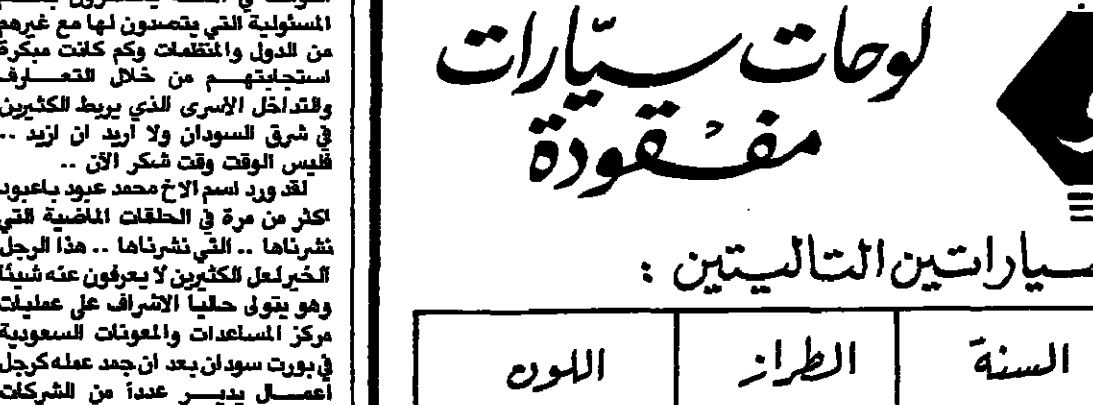 لوحات سيّارات
مفقودة
سياراتين التاليتين :
السنة الطراز اللون
المسئولية التي يتصدون لها مع غيرهم
من الدول والمنظمات وكم كانت مبكرة
استجابتهم من خلال التعارف
والتداخل الاسرى الذي يربط الكثيرين
في شرق السودان ولا اريد ان ازيد ..
فليس الوقت وقت شكر الآن ..
لقد ورد اسم الاخ محمد عبود باعبود
اكثر من مرة في الحلقات الماضية التي
نشرناها .. التي نشرناها .. هذا الرجل
الخير لعل الكثيرين لا يعرفون عنه شيئا
وهو يتولى حاليا الاشراف على عمليات
مركز المساعدات والمعونات السعودية
في بورت سودان بعد ان جمد عمله كرجل
أعمال يدير عدداً من الشركات